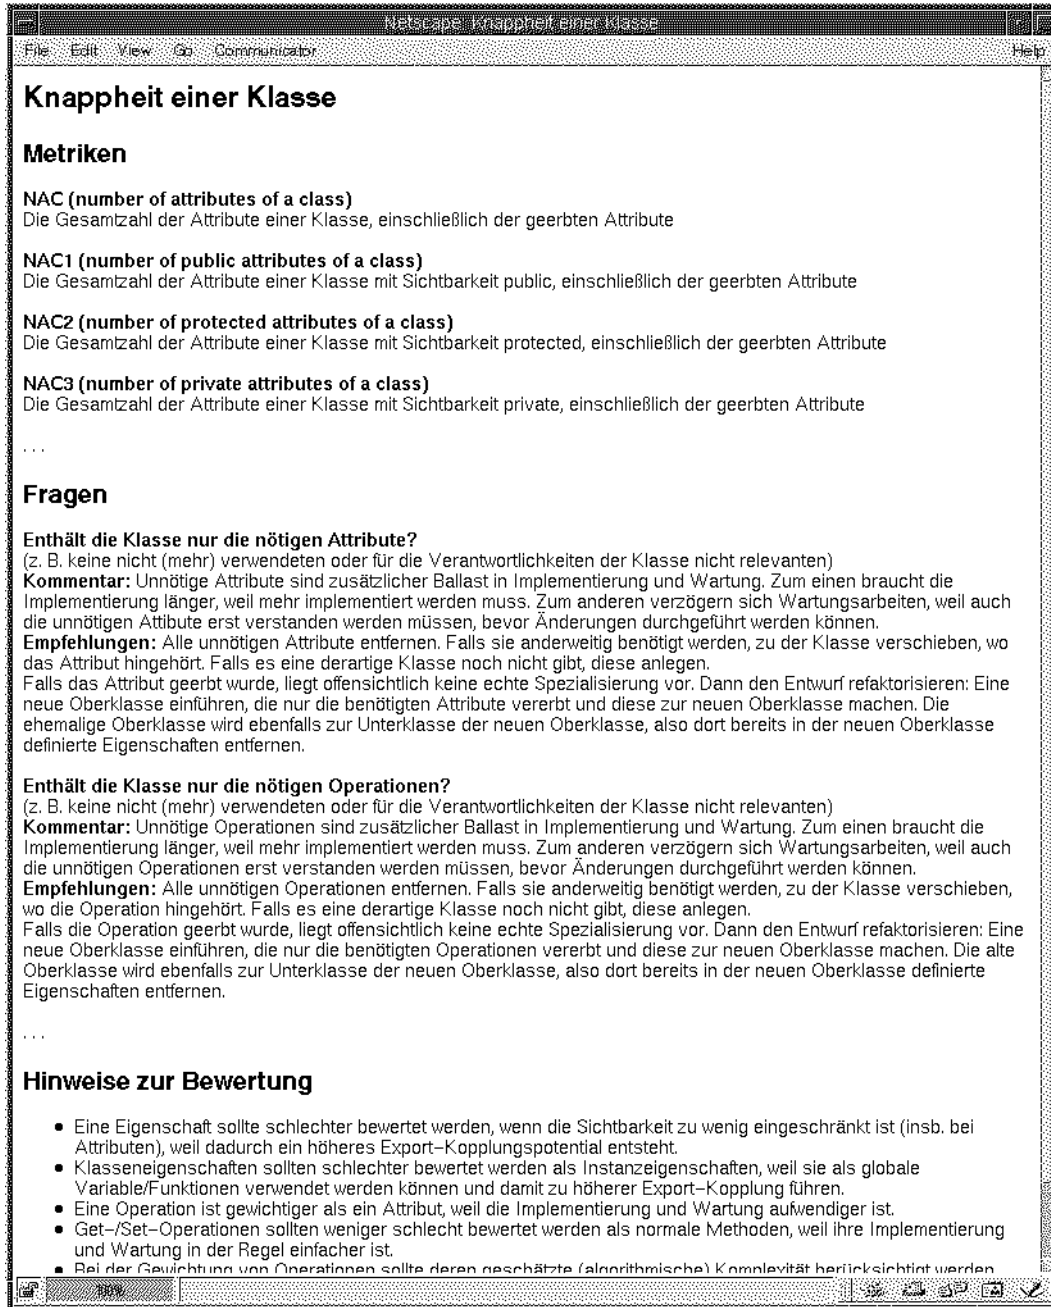 Netscape: Knappheit einer Klasse
File Edit View Go Communicator Help
Knappheit einer Klasse
Metriken
NAC (number of attributes of a class)
Die Gesamtzahl der Attribute einer Klasse, einschließlich der geerbten Attribute
NAC1 (number of public attributes of a class)
Die Gesamtzahl der Attribute einer Klasse mit Sichtbarkeit public, einschließlich der geerbten Attribute
NAC2 (number of protected attributes of a class)
Die Gesamtzahl der Attribute einer Klasse mit Sichtbarkeit protected, einschließlich der geerbten Attribute
NAC3 (number of private attributes of a class)
Die Gesamtzahl der Attribute einer Klasse mit Sichtbarkeit private, einschließlich der geerbten Attribute
. . .
Fragen
Enthält die Klasse nur die nötigen Attribute?
(z. B. keine nicht (mehr) verwendeten oder für die Verantwortlichkeiten der Klasse nicht relevanten)
Kommentar: Unnötige Attribute sind zusätzlicher Ballast in Implementierung und Wartung. Zum einen braucht die
Implementierung länger, weil mehr implementiert werden muss. Zum anderen verzögern sich Wartungsarbeiten, weil auch
die unnötigen Attibute erst verstanden werden müssen, bevor Änderungen durchgeführt werden können.
Empfehlungen: Alle unnötigen Attribute entfernen. Falls sie anderweitig benötigt werden, zu der Klasse verschieben, wo
das Attribut hingehört. Falls es eine derartige Klasse noch nicht gibt, diese anlegen.
Falls das Attribut geerbt wurde, liegt offensichtlich keine echte Spezialisierung vor. Dann den Entwurf refaktorisieren: Eine
neue Oberklasse einführen, die nur die benötigten Attribute vererbt und diese zur neuen Oberklasse machen. Die
ehemalige Oberklasse wird ebenfalls zur Unterklasse der neuen Oberklasse, also dort bereits in der neuen Oberklasse
definierte Eigenschaften entfernen.
Enthält die Klasse nur die nötigen Operationen?
(z. B. keine nicht (mehr) verwendeten oder für die Verantwortlichkeiten der Klasse nicht relevanten)
Kommentar: Unnötige Operationen sind zusätzlicher Ballast in Implementierung und Wartung. Zum einen braucht die
Implementierung länger, weil mehr implementiert werden muss. Zum anderen verzögern sich Wartungsarbeiten, weil auch
die unnötigen Operationen erst verstanden werden müssen, bevor Änderungen durchgeführt werden können.
Empfehlungen: Alle unnötigen Operationen entfernen. Falls sie anderweitig benötigt werden, zu der Klasse verschieben,
wo die Operation hingehört. Falls es eine derartige Klasse noch nicht gibt, diese anlegen.
Falls die Operation geerbt wurde, liegt offensichtlich keine echte Spezialisierung vor. Dann den Entwurf refaktorisieren: Eine
neue Oberklasse einführen, die nur die benötigten Operationen vererbt und diese zur neuen Oberklasse machen. Die alte
Oberklasse wird ebenfalls zur Unterklasse der neuen Oberklasse, also dort bereits in der neuen Oberklasse definierte
Eigenschaften entfernen.
. . .
Hinweise zur Bewertung
• Eine Eigenschaft sollte schlechter bewertet werden, wenn die Sichtbarkeit zu wenig eingeschränkt ist (insb. bei
Attributen), weil dadurch ein höheres Export-Kopplungspotential entsteht.
• Klasseneigenschaften sollten schlechter bewertet werden als Instanzeigenschaften, weil sie als globale
Variable/Funktionen verwendet werden können und damit zu höherer Export-Kopplung führen.
• Eine Operation ist gewichtiger als ein Attribut, weil die Implementierung und Wartung aufwendiger ist.
• Get-/Set-Operationen sollten weniger schlecht bewertet werden als normale Methoden, weil ihre Implementierung
und Wartung in der Regel einfacher ist.
• Bei der Gewichtung von Operationen sollte deren geschätzte (algorithmische) Komplexität berücksichtigt werden
100%